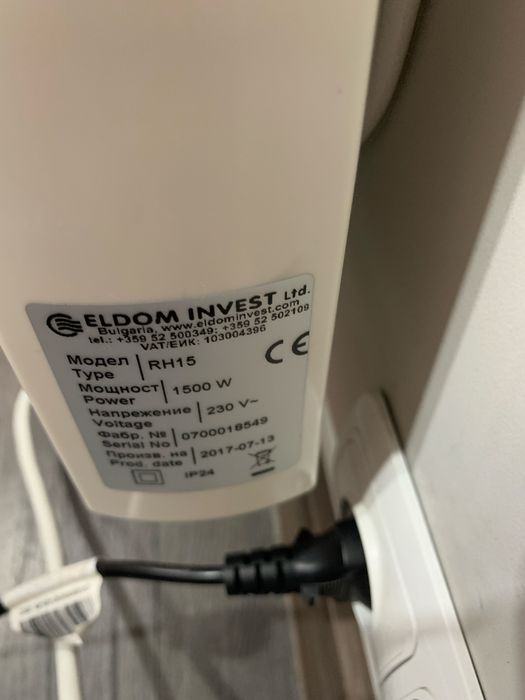 ELDOM INVEST Ltd.
Bulgaria, www.eldominvest.com
tel.: +359 52 500349; +359 52 502109
VAT/ЕИК: 103004396
CE
Модел
Type
RH15
Мощност
Power
1500 W
Напрежение
Voltage
230 V~
Фабр. №
Serial No
0700018549
Произв. на
Prod. date
2017-07-13
IP24